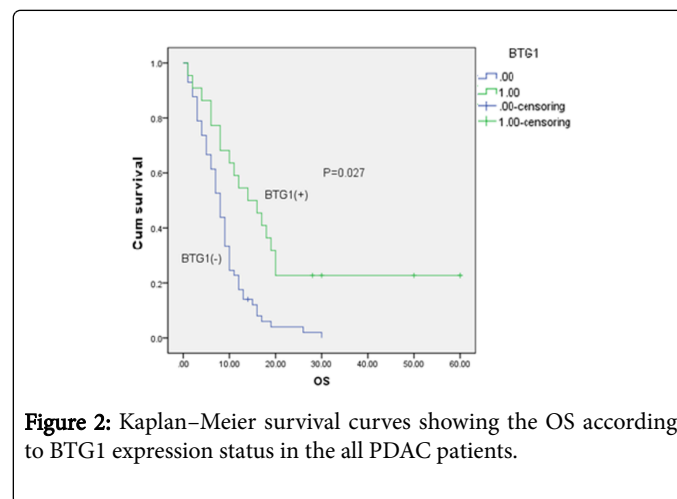 BTG1
.00
1.00
.00-censoring
1.00-censoring
1.0
0.8
0.6
0.4
0.2
0.0
Cum survival
P=0.027
BTG1(+)
BTG1(-)
.00
10.00
20.00
30.00
40.00
50.00
60.00
OS
Figure 2: Kaplan–Meier survival curves showing the OS according
to BTG1 expression status in the all PDAC patients.